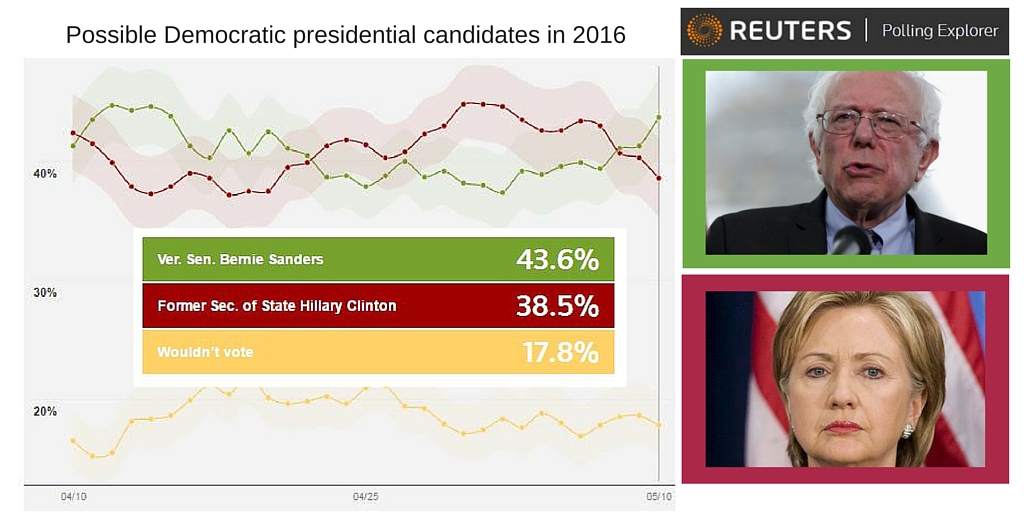 Possible Democratic presidential candidates in 2016
REUTERS | Polling Explorer
40%
30%
20%
Ver. Sen. Bernie Sanders 43.6%
Former Sec. of State Hillary Clinton 38.5%
Wouldn't vote 17.8%
04/10 04/25 05/10